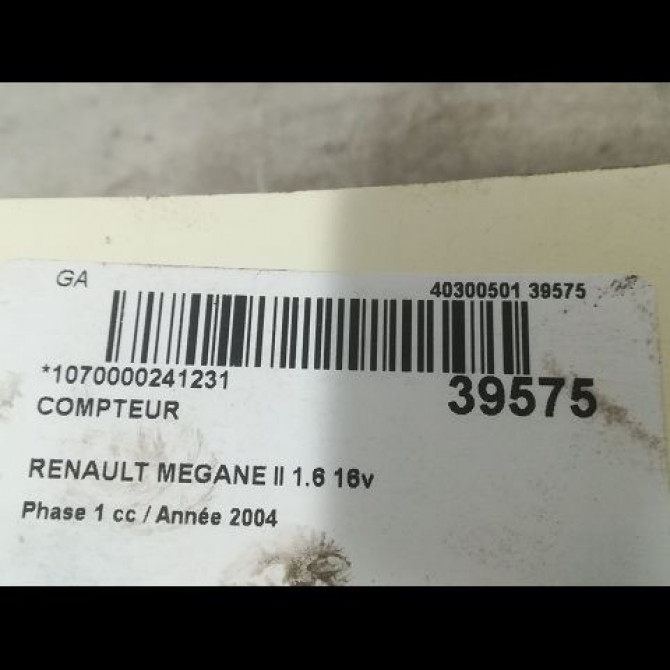 GA
40300501 39575
*1070000241231
39575
COMPTEUR
RENAULT MEGANE II 1.6 16v
Phase 1 cc / Année 2004